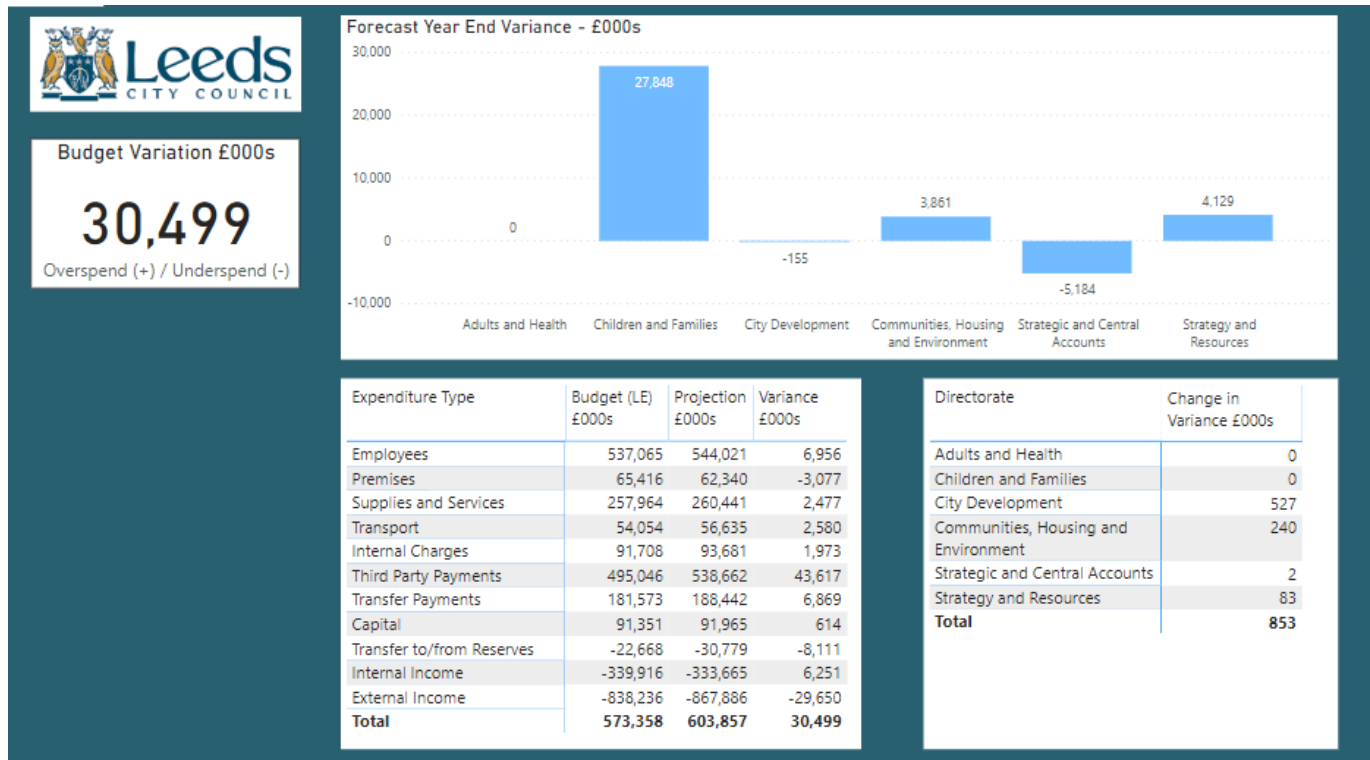 Leeds
CITY COUNCIL
Budget Variation £000s
30,499
Overspend (+) / Underspend (-)
Forecast Year End Variance - £000s
30,000
20,000
10,000
0
-10,000
0
27,848
-155
3,861
-5,184
4,129
Adults and Health
Children and Families
City Development
Communities, Housing
and Environment
Strategic and Central
Accounts
Strategy and
Resources
Expenditure Type Budget (LE) Projection Variance
£000s £000s £000s
Employees 537,065 544,021 6,956
Premises 65,416 62,340 -3,077
Supplies and Services 257,964 260,441 2,477
Transport 54,054 56,635 2,580
Internal Charges 91,708 93,681 1,973
Third Party Payments 495,046 538,662 43,617
Transfer Payments 181,573 188,442 6,869
Capital 91,351 91,965 614
Transfer to/from Reserves -22,668 -30,779 -8,111
Internal Income -339,916 -333,665 6,251
External Income -838,236 -867,886 -29,650
Total 573,358 603,857 30,499
Directorate Change in
Variance £000s
Adults and Health 0
Children and Families 0
City Development 527
Communities, Housing and 240
Environment
Strategic and Central Accounts 2
Strategy and Resources 83
Total 853